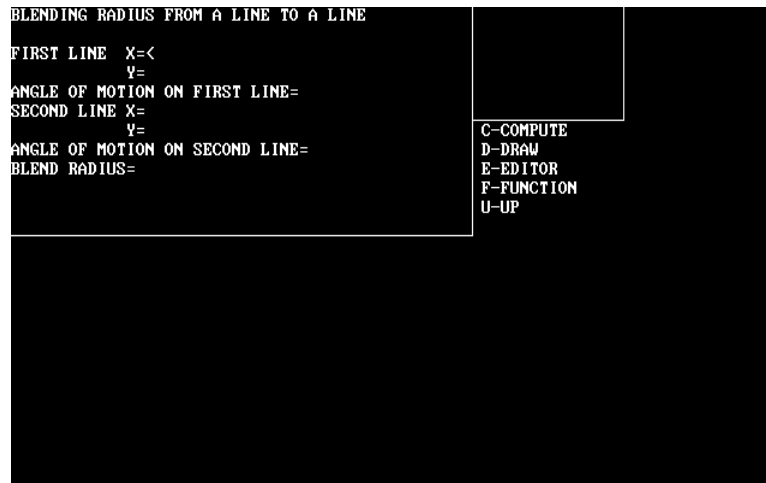 BLENDING RADIUS FROM A LINE TO A LINE
FIRST LINE X=<
Y=
ANGLE OF MOTION ON FIRST LINE=
SECOND LINE X=
Y=
ANGLE OF MOTION ON SECOND LINE=
BLEND RADIUS=
C-COMPUTE
D-DRAW
E-EDITOR
F-FUNCTION
U-UP